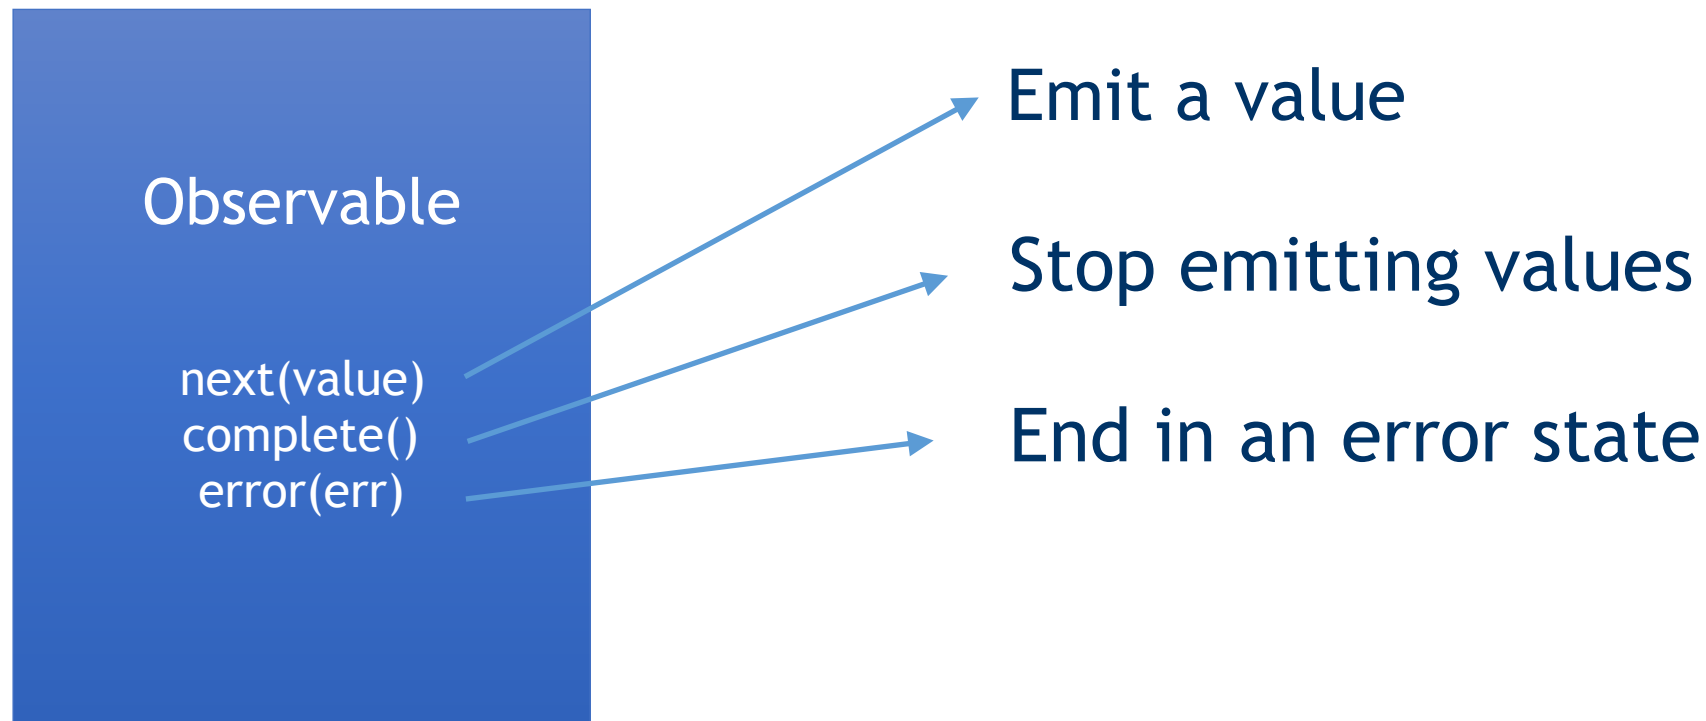 Observable
next(value)
complete()
error(err)
Emit a value
Stop emitting values
End in an error state